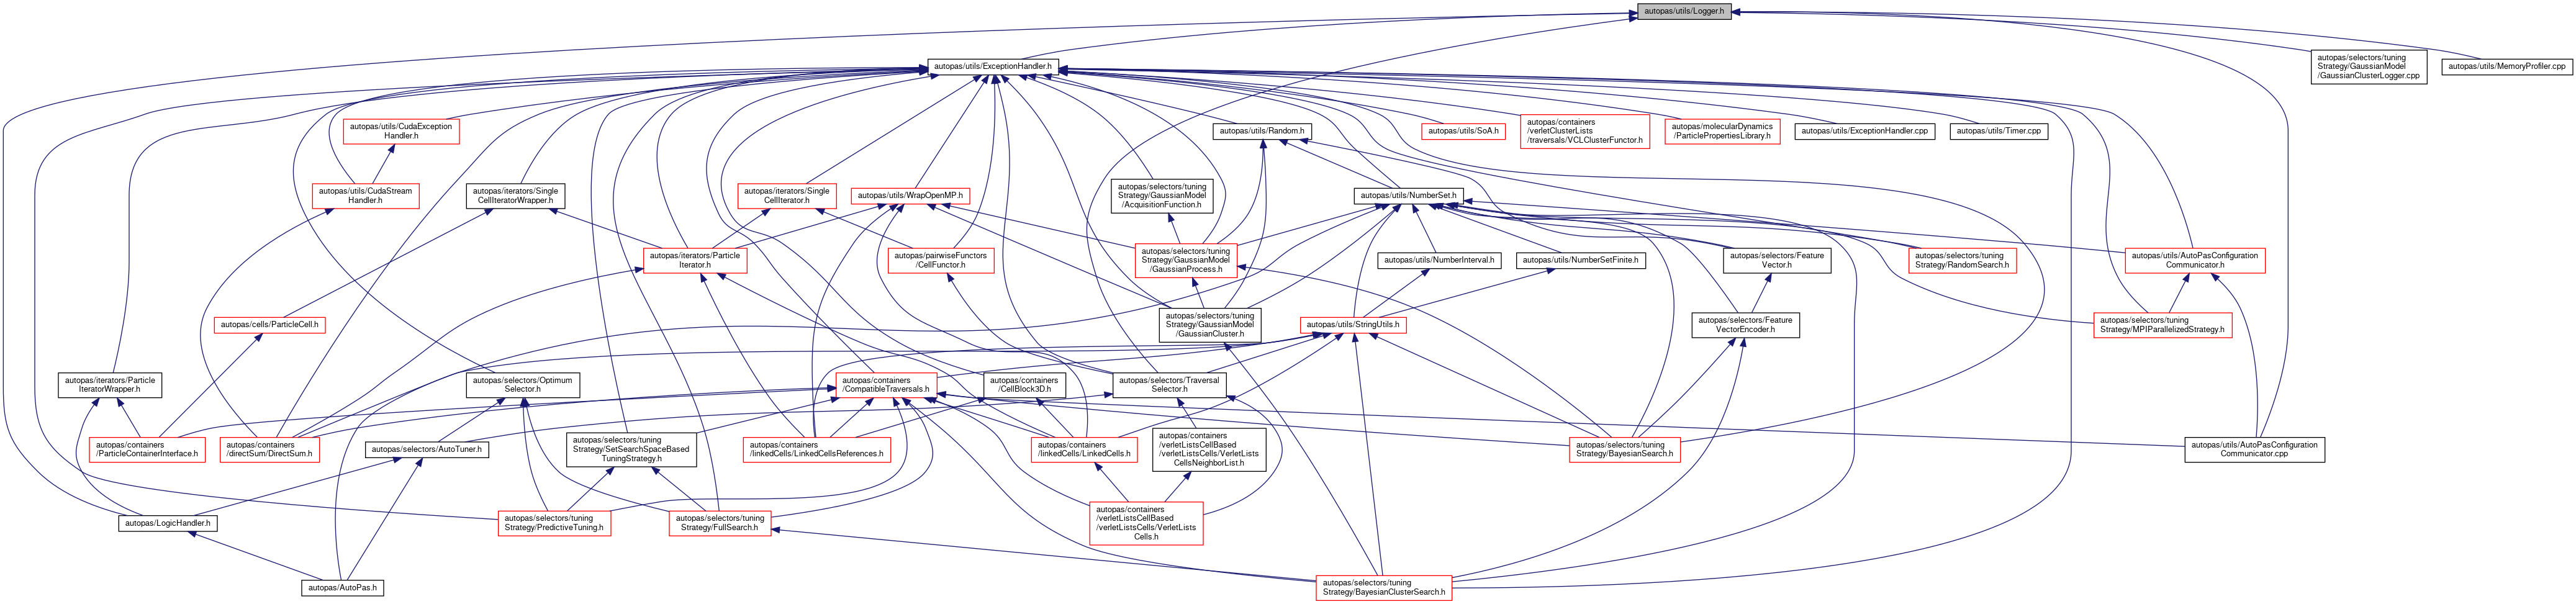 autopas/utils/Logger.h
autopas/selectors/tuning
Strategy/GaussianModel
/GaussianClusterLogger.cpp
autopas/utils/MemoryProfiler.cpp
autopas/utils/ExceptionHandler.h
autopas/utils/CudaException
Handler.h
autopas/utils/Random.h
autopas/utils/SoA.h
autopas/containers
/verletClusterLists
/traversals/VCLClusterFunctor.h
autopas/molecularDynamics
/ParticlePropertiesLibrary.h
autopas/utils/ExceptionHandler.cpp
autopas/utils/Timer.cpp
autopas/utils/CudaStream
Handler.h
autopas/iterators/Single
CellIteratorWrapper.h
autopas/iterators/Single
CellIterator.h
autopas/utils/WrapOpenMP.h
autopas/selectors/tuning
Strategy/GaussianModel
/AcquisitionFunction.h
autopas/utils/NumberSet.h
autopas/iterators/Particle
Iterator.h
autopas/pairwiseFunctors
/CellFunctor.h
autopas/selectors/tuning
Strategy/GaussianModel
/GaussianProcess.h
autopas/utils/NumberInterval.h
autopas/utils/NumberSetFinite.h
autopas/selectors/Feature
Vector.h
autopas/selectors/tuning
Strategy/RandomSearch.h
autopas/utils/AutoPasConfiguration
Communicator.h
autopas/cells/ParticleCell.h
autopas/selectors/tuning
Strategy/GaussianModel
/GaussianCluster.h
autopas/utils/StringUtils.h
autopas/selectors/Feature
VectorEncoder.h
autopas/selectors/tuning
Strategy/MPIParallelizedStrategy.h
autopas/iterators/Particle
IteratorWrapper.h
autopas/selectors/Optimum
Selector.h
autopas/containers
/CompatibleTraversals.h
autopas/containers
/CellBlock3D.h
autopas/selectors/Traversal
Selector.h
autopas/containers
/ParticleContainerInterface.h
autopas/containers
/directSum/DirectSum.h
autopas/selectors/AutoTuner.h
autopas/selectors/tuning
Strategy/SetSearchSpaceBased
TuningStrategy.h
autopas/containers
/linkedCells/LinkedCellsReferences.h
autopas/containers
/linkedCells/LinkedCells.h
autopas/containers
/verletListsCellBased
/verletListsCells/VerletLists
CellsNeighborList.h
autopas/selectors/tuning
Strategy/BayesianSearch.h
autopas/utils/AutoPasConfiguration
Communicator.cpp
autopas/LogicHandler.h
autopas/selectors/tuning
Strategy/PredictiveTuning.h
autopas/selectors/tuning
Strategy/FullSearch.h
autopas/containers
/verletListsCellBased
/verletListsCells/VerletLists
Cells.h
autopas/AutoPas.h
autopas/selectors/tuning
Strategy/BayesianClusterSearch.h